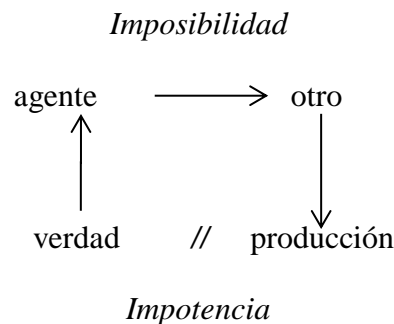 Imposibilidad
agente otro
verdad // producción
Impotencia